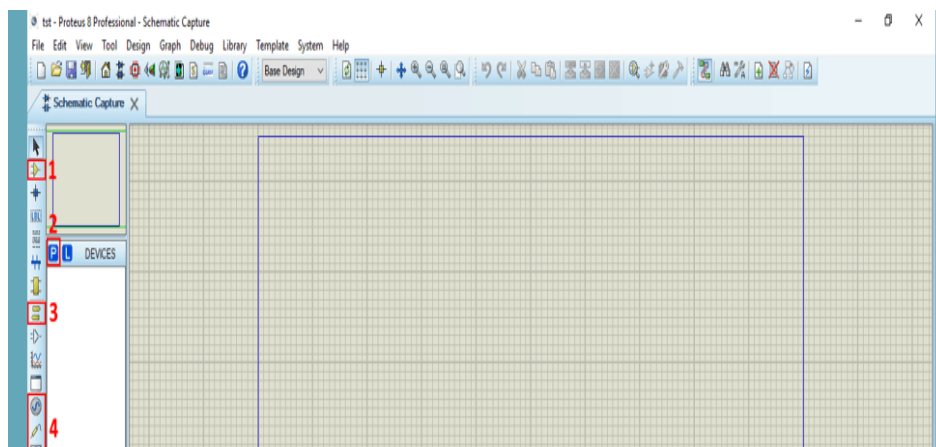 tst - Proteus 8 Professional - Schematic Capture
File Edit View Tool Design Graph Debug Library Template System Help
Base Design
Schematic Capture
1
LBL
2
P L DEVICES
3
4